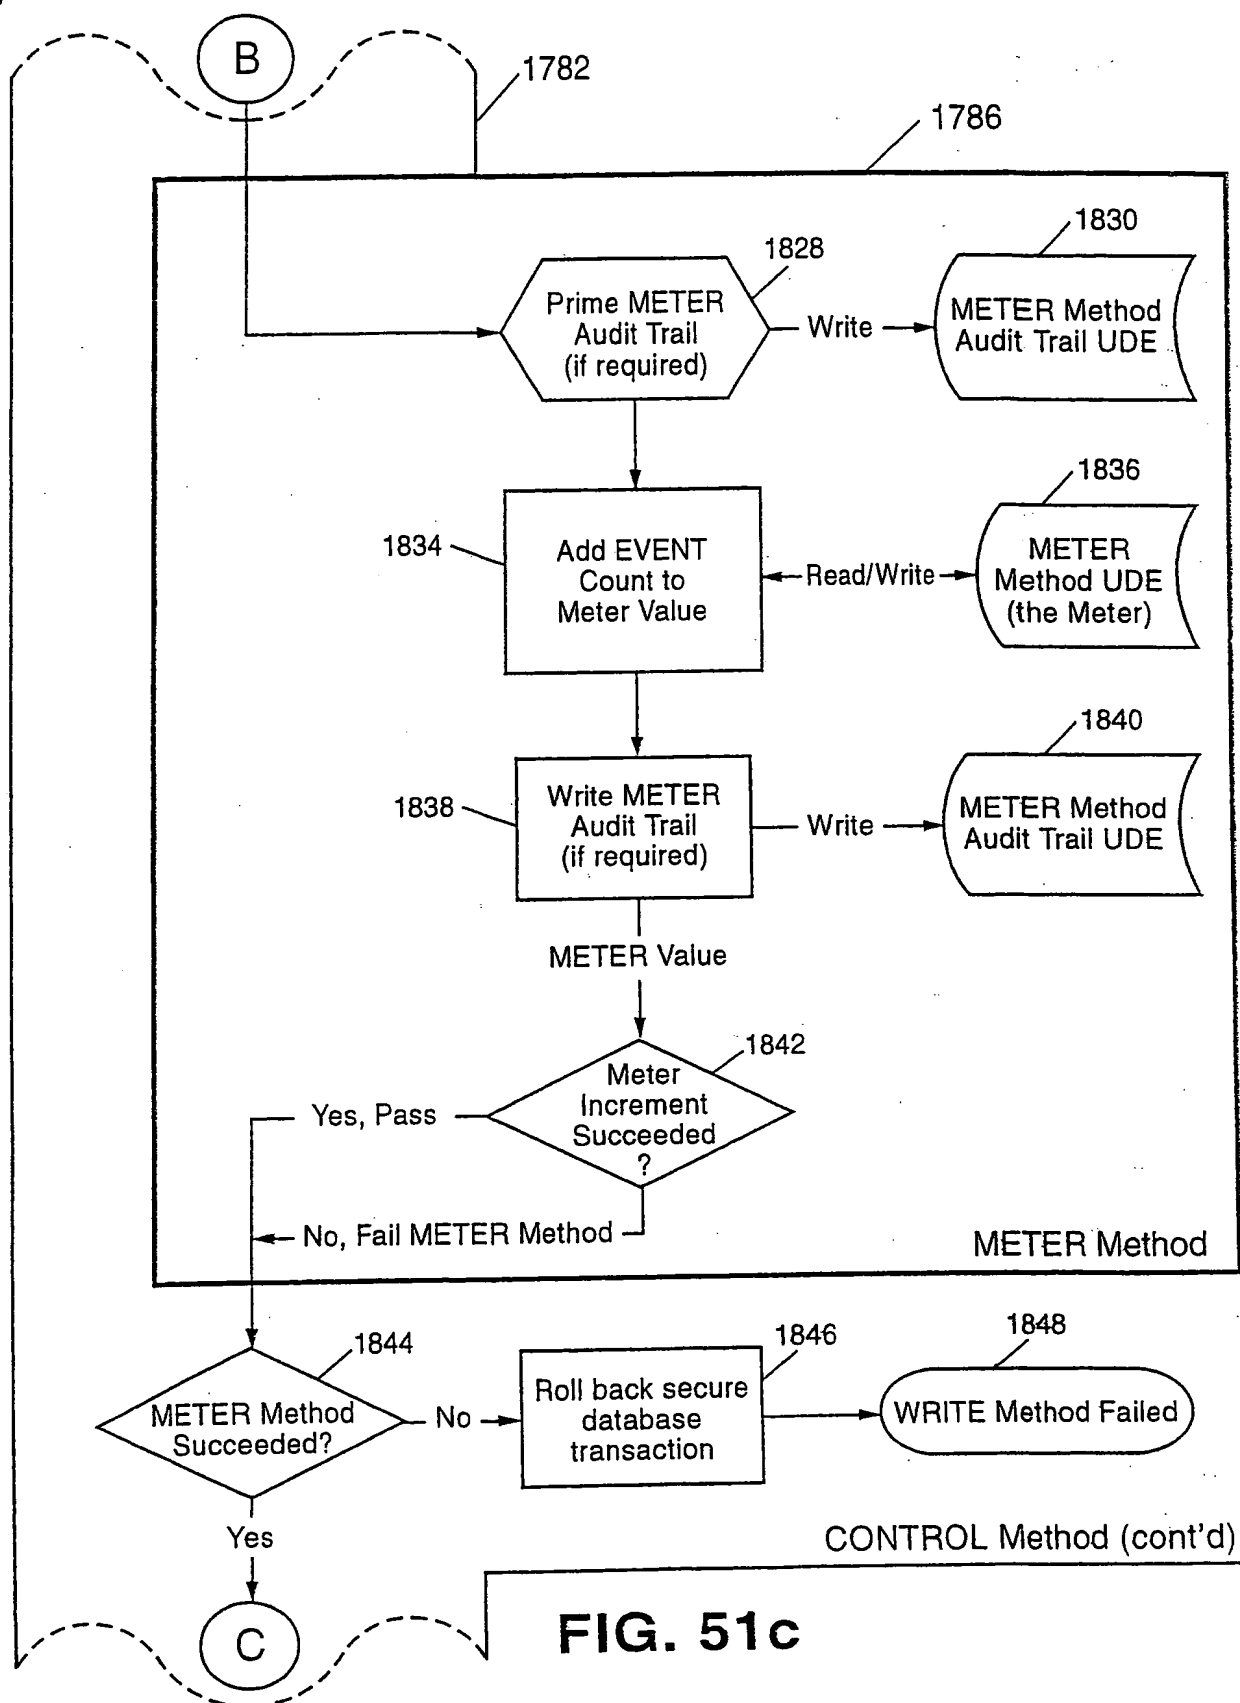 B
1782
1786
1830
1828
Prime METER
Audit Trail
(if required)
Write
METER Method
Audit Trail UDE
1836
1834
Add EVENT
Count to
Meter Value
Read/Write
METER
Method UDE
(the Meter)
1840
1838
Write METER
Audit Trail
(if required)
Write
METER Method
Audit Trail UDE
METER Value
1842
Meter
Increment
Succeeded
?
Yes, Pass
No, Fail METER Method
METER Method
1844
METER Method
Succeeded?
No
1846
Roll back secure
database
transaction
1848
WRITE Method Failed
Yes
CONTROL Method (cont'd)
C
FIG. 51c